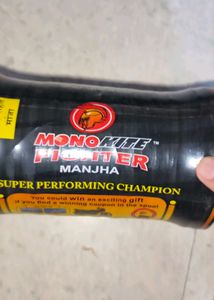 मांजा
MONOKITE™
FIGHTER
MANJHA
SUPER PERFORMING CHAMPION
You could win an exciting gift
if you find a winning coupon in the spool